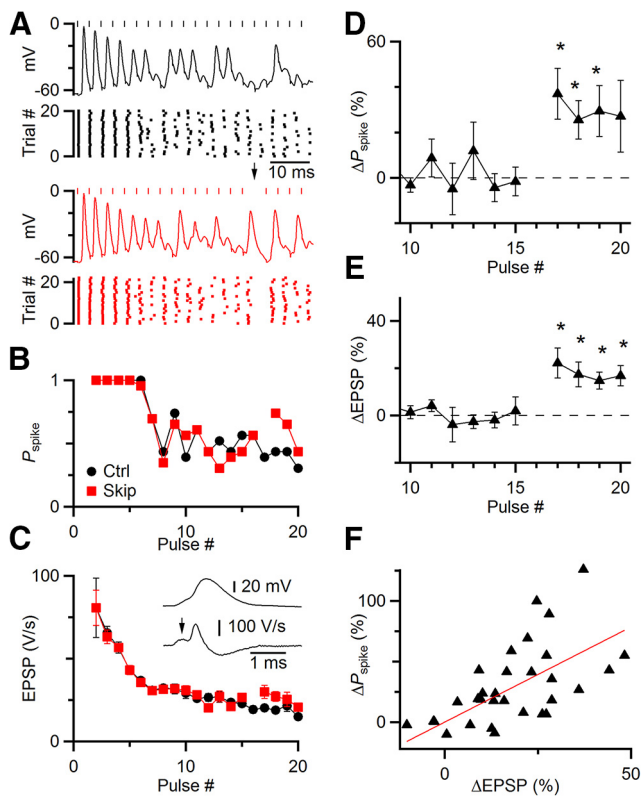 A
0
mV
-60
20
Trial #
0
10 ms
0
mV
-60
20
Trial #
0
B
1
Pspike
0
Ctrl
Skip
0 10 20
Pulse #
C
100
EPSP (V/s)
0
20 mV
100 V/s
1 ms
0 10 20
Pulse #
D
60
ΔPspike (%)
0
* * *
10 15 20
Pulse #
E
40
ΔEPSP (%)
0
* * * *
10 15 20
Pulse #
F
100
ΔPspike (%)
0
0 50
ΔEPSP (%)